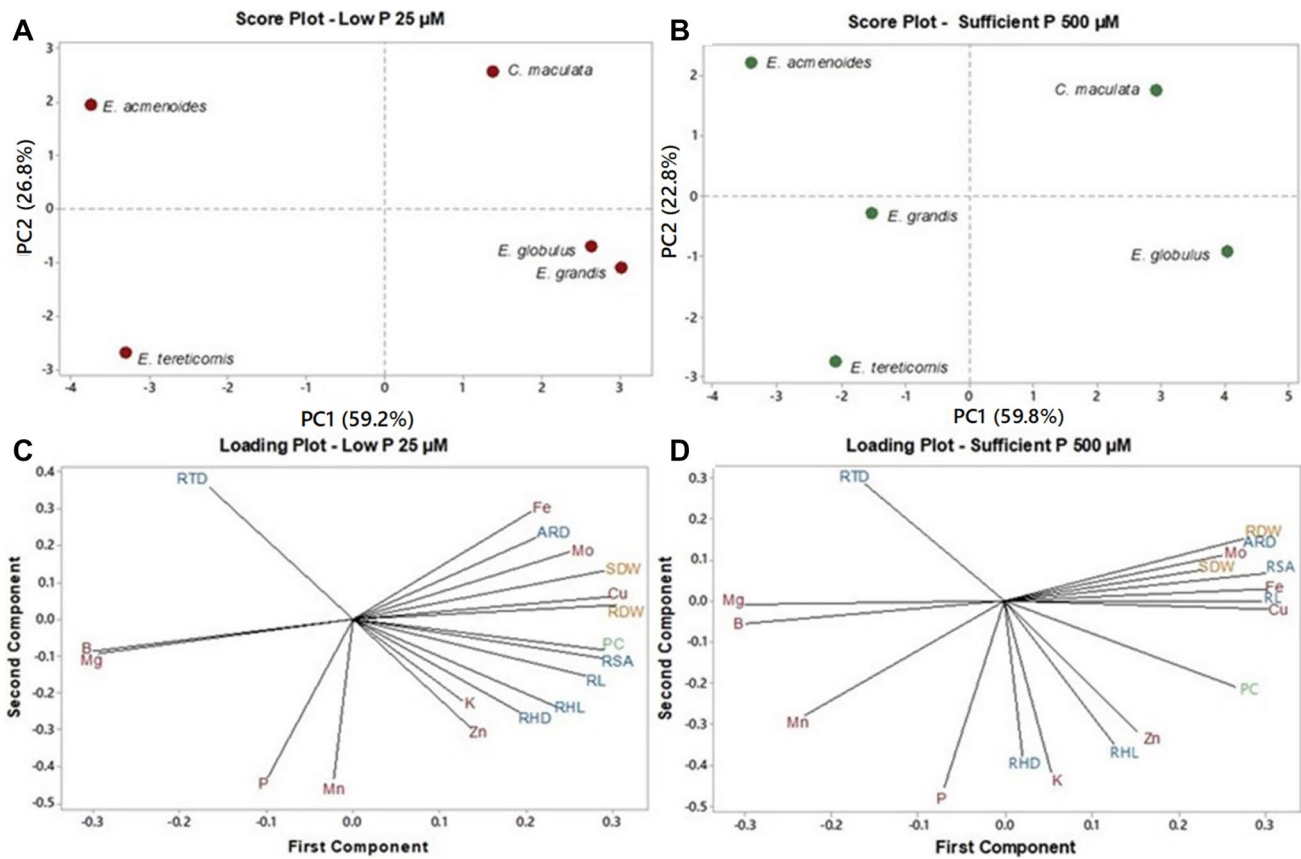 A
Score Plot - Low P 25 µM
3
2
1
0
-1
-2
-3
PC2 (26.8%)
C. maculata
E. acmenoides
E. globulus
E. grandis
E. tereticornis
-4 -3 -2 -1 0 1 2 3
PC1 (59.2%)
B
Score Plot - Sufficient P 500 µM
2
1
0
-1
-2
-3
PC2 (22.8%)
E. acmenoides
C. maculata
E. grandis
E. globulus
E. tereticornis
-4 -3 -2 -1 0 1 2 3 4 5
PC1 (59.8%)
C
Loading Plot - Low P 25 µM
0.4
0.3
0.2
0.1
0.0
-0.1
-0.2
-0.3
-0.4
-0.5
Second Component
RTD
Fe
ARD
Mo
SDW
Cu
RDW
PC
RSA
RL
B
Mg
K
RHL
RHD
Zn
P
Mn
-0.3 -0.2 -0.1 0.0 0.1 0.2 0.3
First Component
D
Loading Plot - Sufficient P 500 µM
0.3
0.2
0.1
0.0
-0.1
-0.2
-0.3
-0.4
-0.5
Second Component
RTD
RDW
ARD
Mo
SDW
RSA
Fe
RL
Cu
Mg
B
PC
Mn
Zn
RHL
RHD
K
P
-0.3 -0.2 -0.1 0.0 0.1 0.2 0.3
First Component